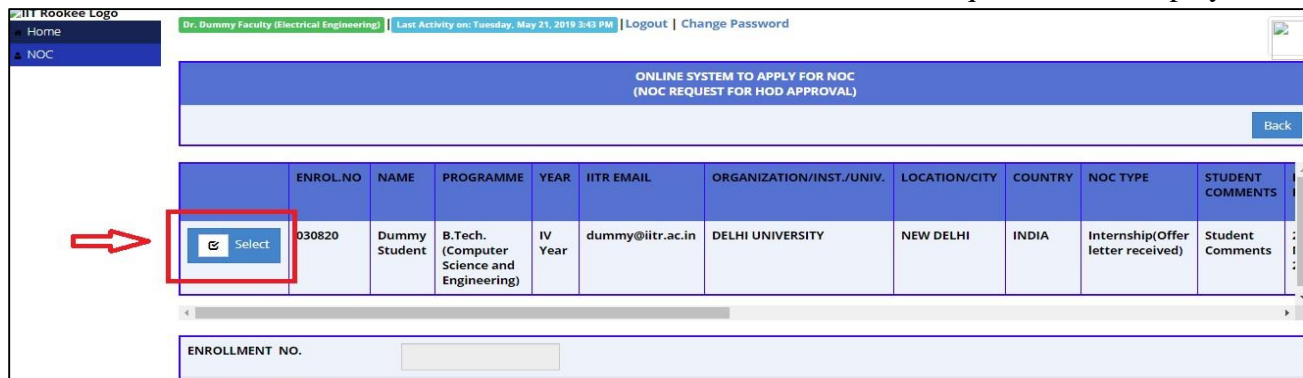 IIT Rookee Logo
Home
NOC
Dr. Dummy Faculty (Electrical Engineering) | Last Activity on: Tuesday, May 21, 2019 3:43 PM | Logout | Change Password
ONLINE SYSTEM TO APPLY FOR NOC
(NOC REQUEST FOR HOD APPROVAL)
Back
ENROL.NO NAME PROGRAMME YEAR IITR EMAIL ORGANIZATION/INST./UNIV. LOCATION/CITY COUNTRY NOC TYPE STUDENT
COMMENTS
Select 030820 Dummy B.Tech. IV dummy@iitr.ac.in DELHI UNIVERSITY NEW DELHI INDIA Internship(Offer Student
Student (Computer Year letter received) Comments
Science and
Engineering)
ENROLLMENT NO.